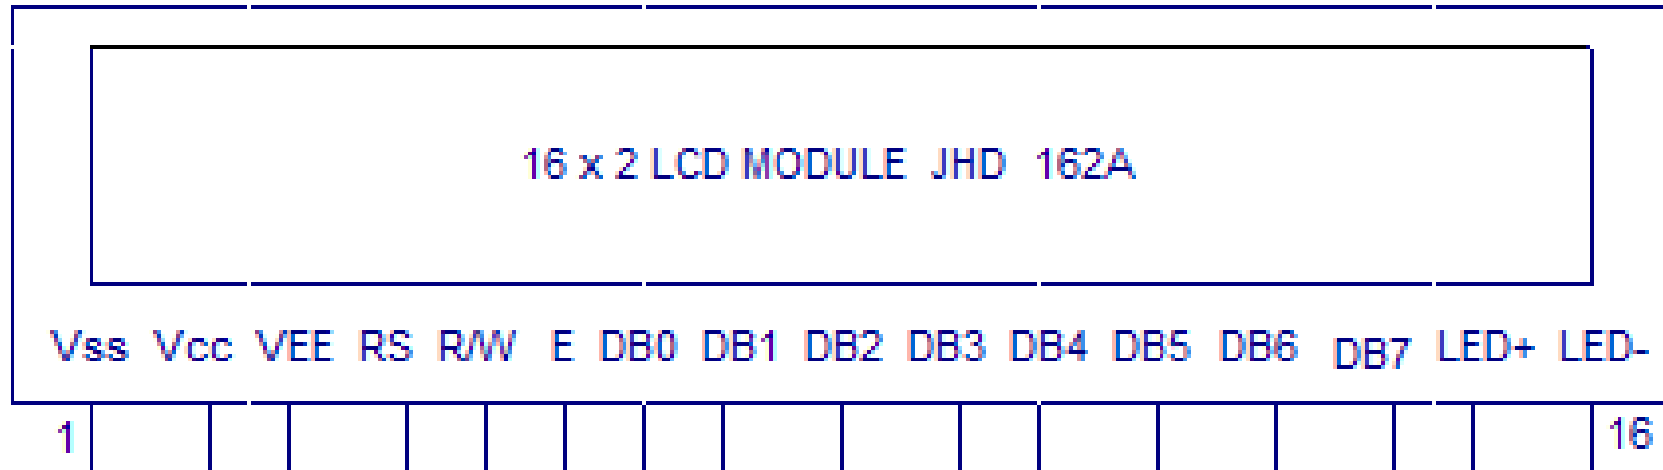 16 x 2 LCD MODULE JHD 162A
Vss Vcc VEE RS R/W E DB0 DB1 DB2 DB3 DB4 DB5 DB6 DB7 LED+ LED-
1 16